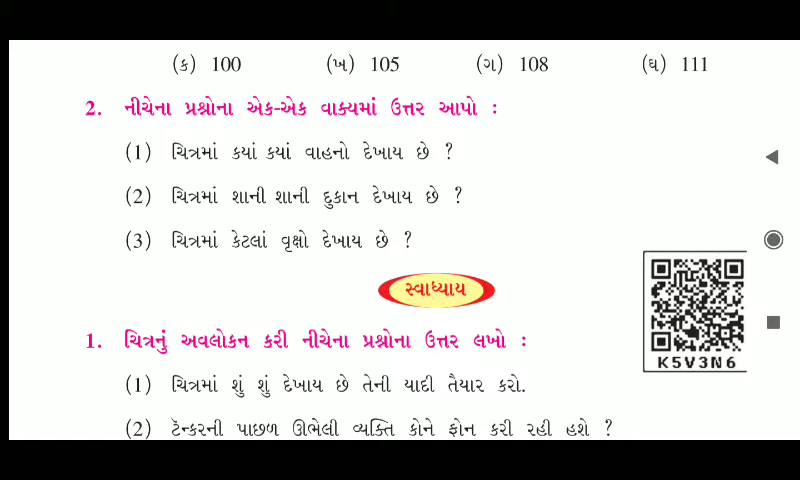 (ક) 100 (ખ) 105 (ગ) 108 (ઘ) 111
2. નીચેના પ્રશ્નોના એક-એક વાક્યમાં ઉત્તર આપો :
(1) ચિત્રમાં કયાં કયાં વાહનો દેખાય છે ?
(2) ચિત્રમાં શાની શાની દુકાન દેખાય છે ?
(3) ચિત્રમાં કેટલાં વૃક્ષો દેખાય છે ?
સ્વાધ્યાય
1. ચિત્રનું અવલોકન કરી નીચેના પ્રશ્નોના ઉત્તર લખો :
K5V3N6
(1) ચિત્રમાં શું શું દેખાય છે તેની યાદી તૈયાર કરો.
(2) ટૅન્કરની પાછળ ઊભેલી વ્યક્તિ કોને ફોન કરી રહી હશે ?